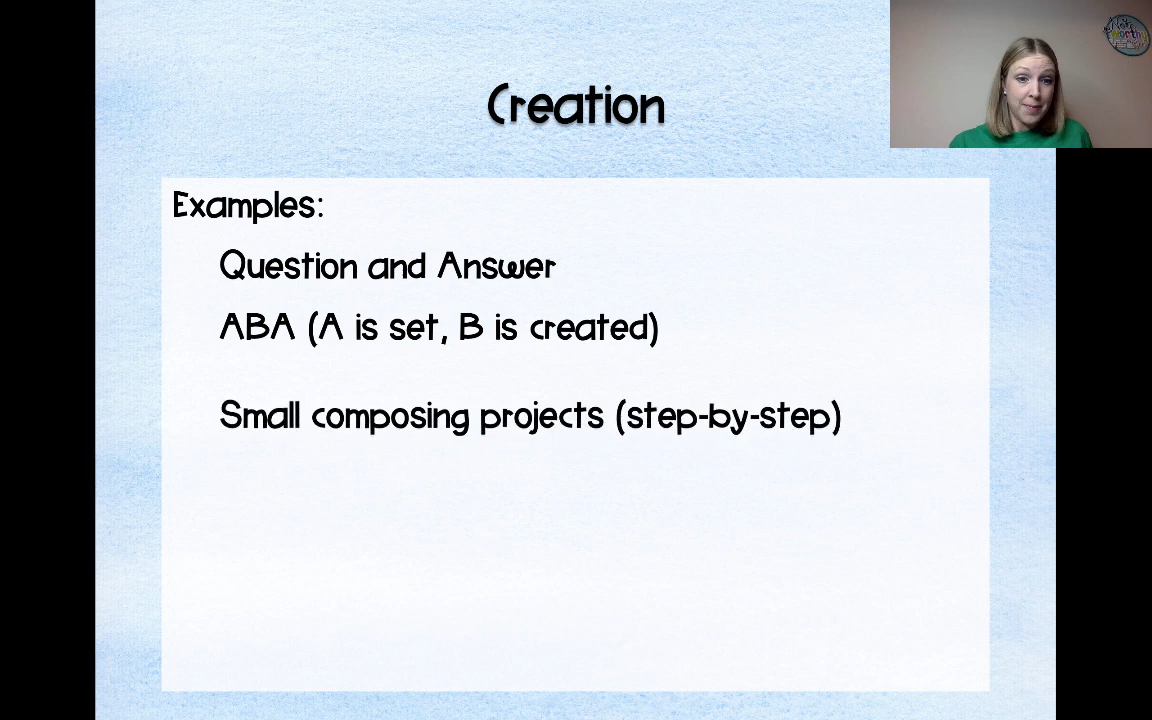 Creation
Examples:
Question and Answer
ABA (A is set, B is created)
Small composing projects (step-by-step)